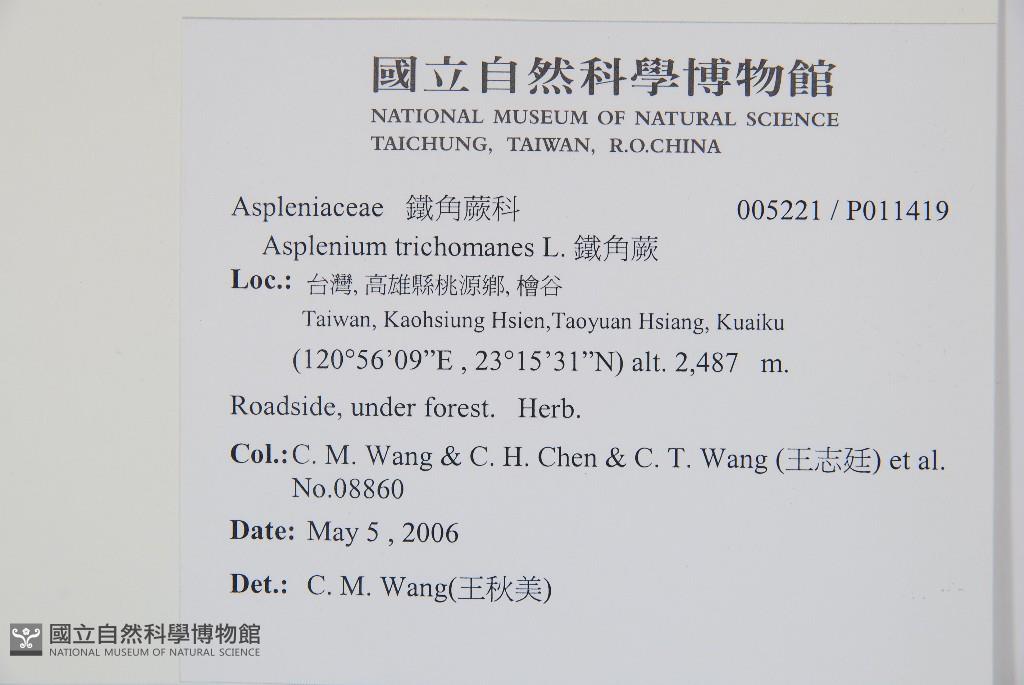 國立自然科學博物館
NATIONAL MUSEUM OF NATURAL SCIENCE
TAICHUNG, TAIWAN, R.O.CHINA
Aspleniaceae 鐵角蕨科 005221 / P011419
Asplenium trichomanes L. 鐵角蕨
Loc.: 台灣, 高雄縣桃源鄉, 檜谷
Taiwan, Kaohsiung Hsien,Taoyuan Hsiang, Kuaiku
(120°56’09”E , 23°15’31”N) alt. 2,487 m.
Roadside, under forest. Herb.
Col.: C. M. Wang & C. H. Chen & C. T. Wang (王志廷) et al.
No.08860
Date: May 5 , 2006
Det.: C. M. Wang(王秋美)
國立自然科學博物館
NATIONAL MUSEUM OF NATURAL SCIENCE